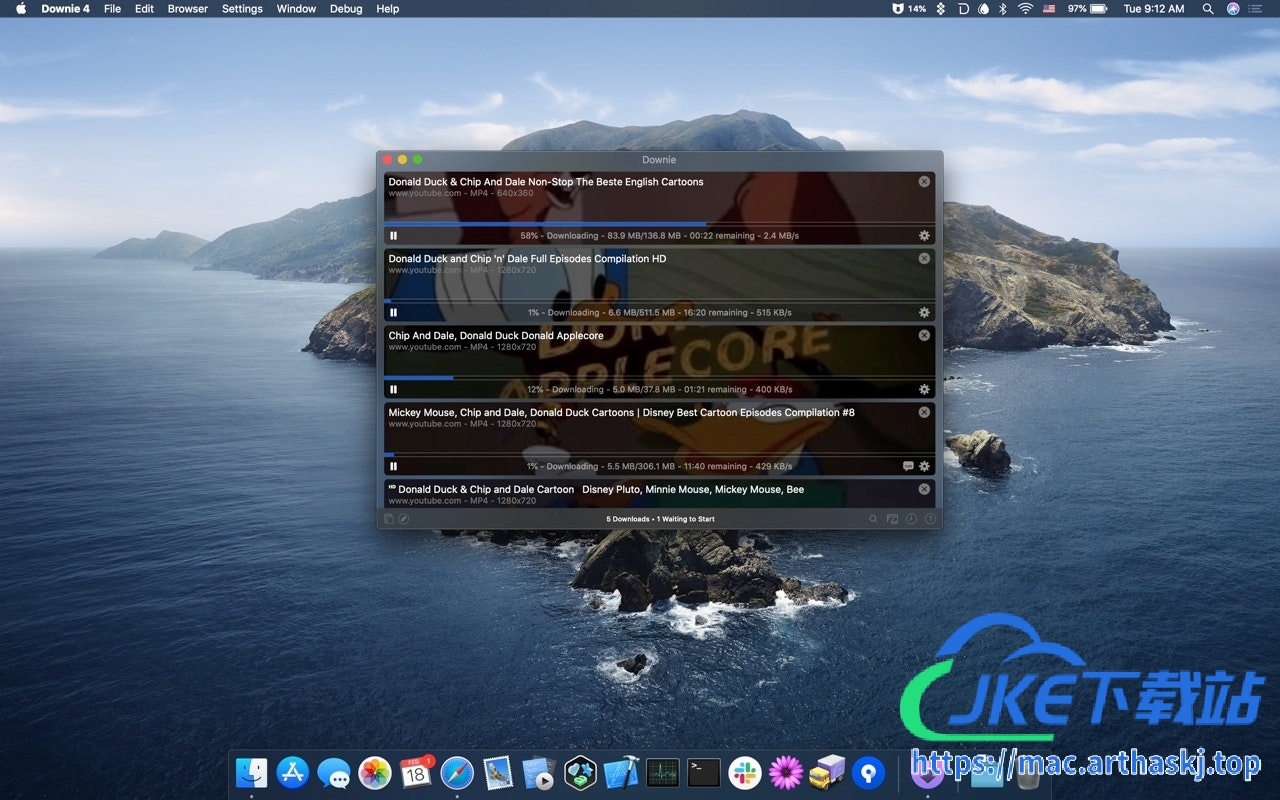 Downie 4 File Edit Browser Settings Window Debug Help 14% 97% Tue 9:12 AM
Downie
Donald Duck & Chip And Dale Non-Stop The Beste English Cartoons
www.youtube.com - MP4 - 640x360
58% - Downloading - 83.9 MB/136.8 MB - 00:22 remaining - 2.4 MB/s
Donald Duck and Chip 'n' Dale Full Episodes Compilation HD
www.youtube.com - MP4 - 1280x720
1% - Downloading - 6.6 MB/511.5 MB - 16:20 remaining - 515 KB/s
Chip And Dale, Donald Duck Donald Applecore
www.youtube.com - MP4 - 1280x720
APPLECORE
12% - Downloading - 5.0 MB/37.8 MB - 01:21 remaining - 400 KB/s
Mickey Mouse, Chip and Dale, Donald Duck Cartoons | Disney Best Cartoon Episodes Compilation #8
www.youtube.com - MP4 - 1280x720
1% - Downloading - 5.5 MB/306.1 MB - 11:40 remaining - 429 KB/s
HD Donald Duck & Chip and Dale Cartoon Disney Pluto, Minnie Mouse, Mickey Mouse, Bee
www.youtube.com - MP4 - 1280x720
5 Downloads • 1 Waiting to Start
JKE下载站
https://mac.arthaskj.top
FEB 1
18